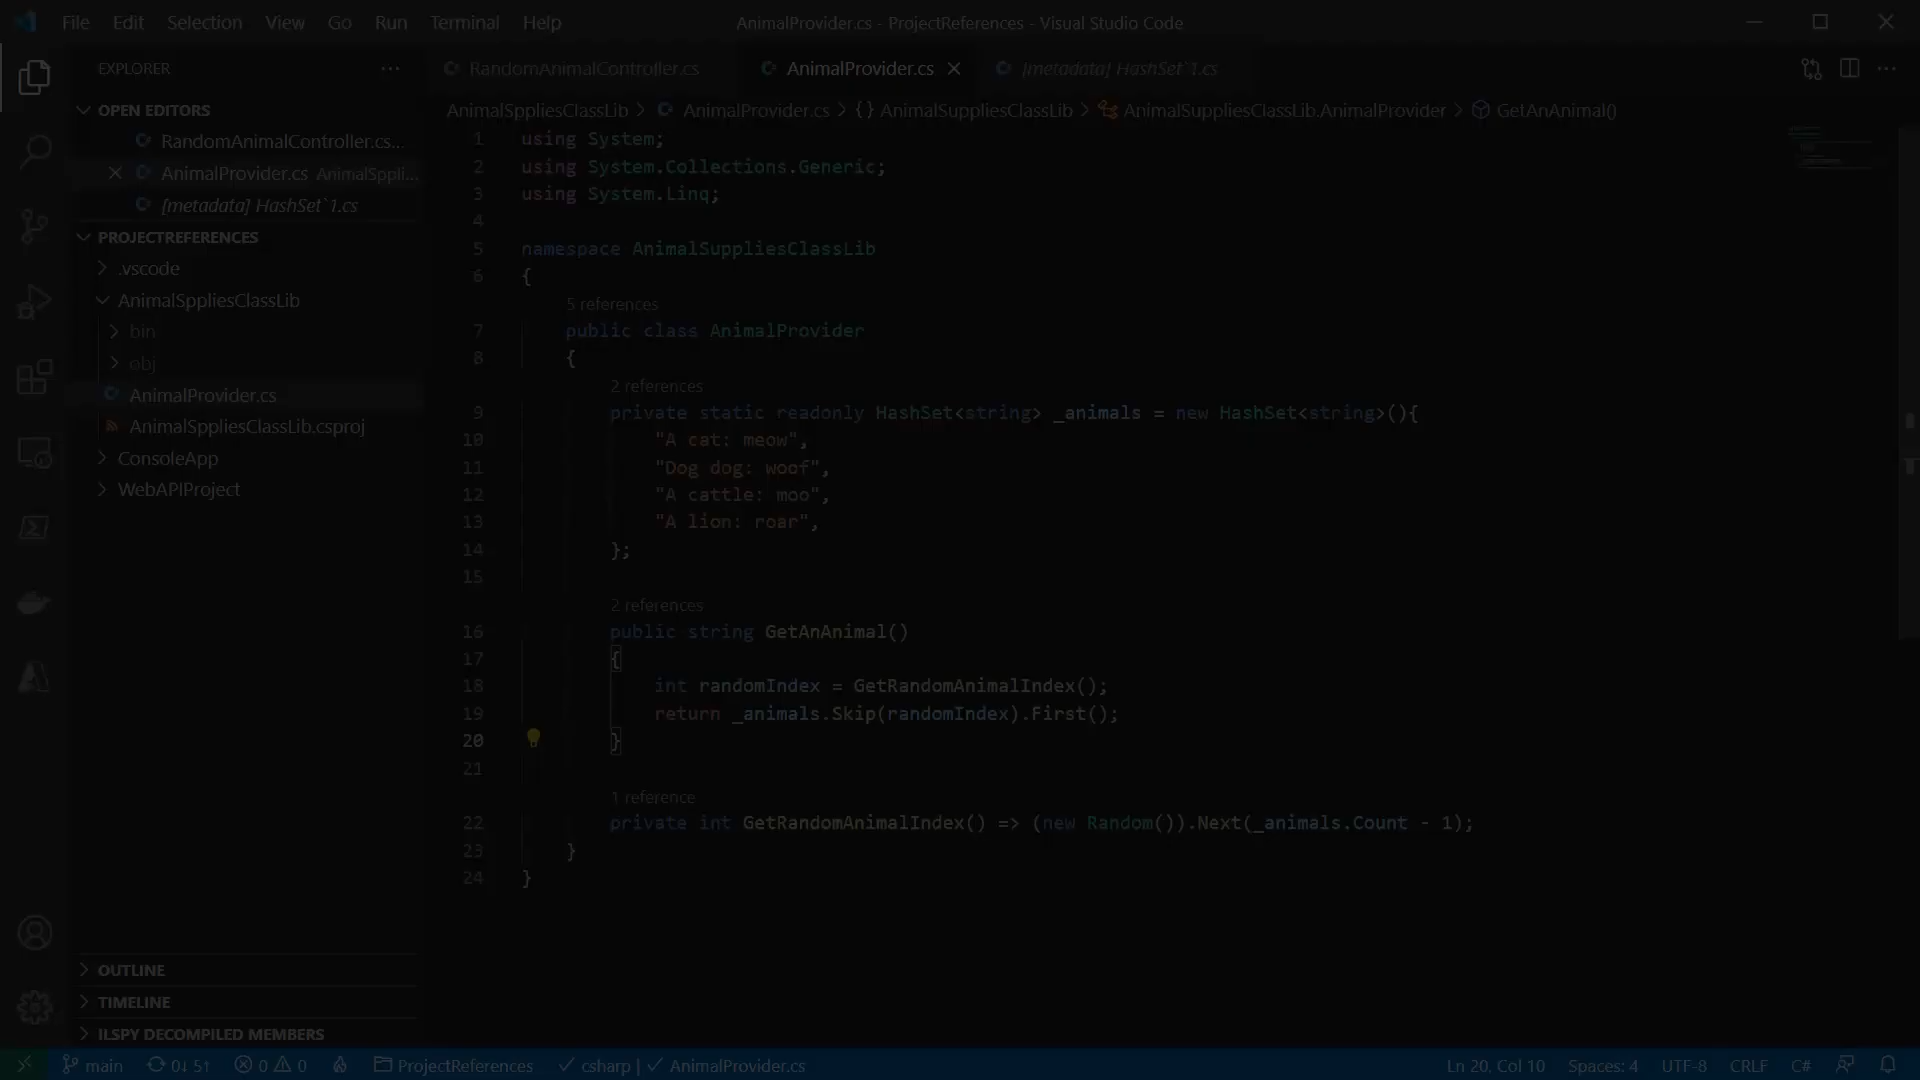 File Edit Selection View Go Run Terminal Help
AnimalProvider.cs - ProjectReferences - Visual Studio Code
EXPLORER
OPEN EDITORS
RandomAnimalController.cs...
AnimalProvider.cs AnimalSppli...
[metadata] HashSet`1.cs
PROJECTREFERENCES
.vscode
AnimalSppliesClassLib
bin
obj
AnimalProvider.cs
AnimalSppliesClassLib.csproj
ConsoleApp
WebAPIProject
OUTLINE
TIMELINE
ILSPY DECOMPILED MEMBERS
RandomAnimalController.cs AnimalProvider.cs [metadata] HashSet`1.cs
AnimalSppliesClassLib > AnimalProvider.cs > {} AnimalSuppliesClassLib > AnimalSuppliesClassLib.AnimalProvider > GetAnAnimal()
1 using System;
2 using System.Collections.Generic;
3 using System.Linq;
4
5 namespace AnimalSuppliesClassLib
6 {
5 references
7 public class AnimalProvider
8 {
2 references
9 private static readonly HashSet<string> _animals = new HashSet<string>(){
10 "A cat: meow",
11 "Dog dog: woof",
12 "A cattle: moo",
13 "A lion: roar",
14 };
15
2 references
16 public string GetAnAnimal()
17 {
18 int randomIndex = GetRandomAnimalIndex();
19 return _animals.Skip(randomIndex).First();
20 }
21
1 reference
22 private int GetRandomAnimalIndex() => (new Random()).Next(_animals.Count - 1);
23 }
24 }
main 0↓ 5↑ 0 0 ProjectReferences csharp | AnimalProvider.cs Ln 20, Col 10 Spaces: 4 UTF-8 CRLF C#